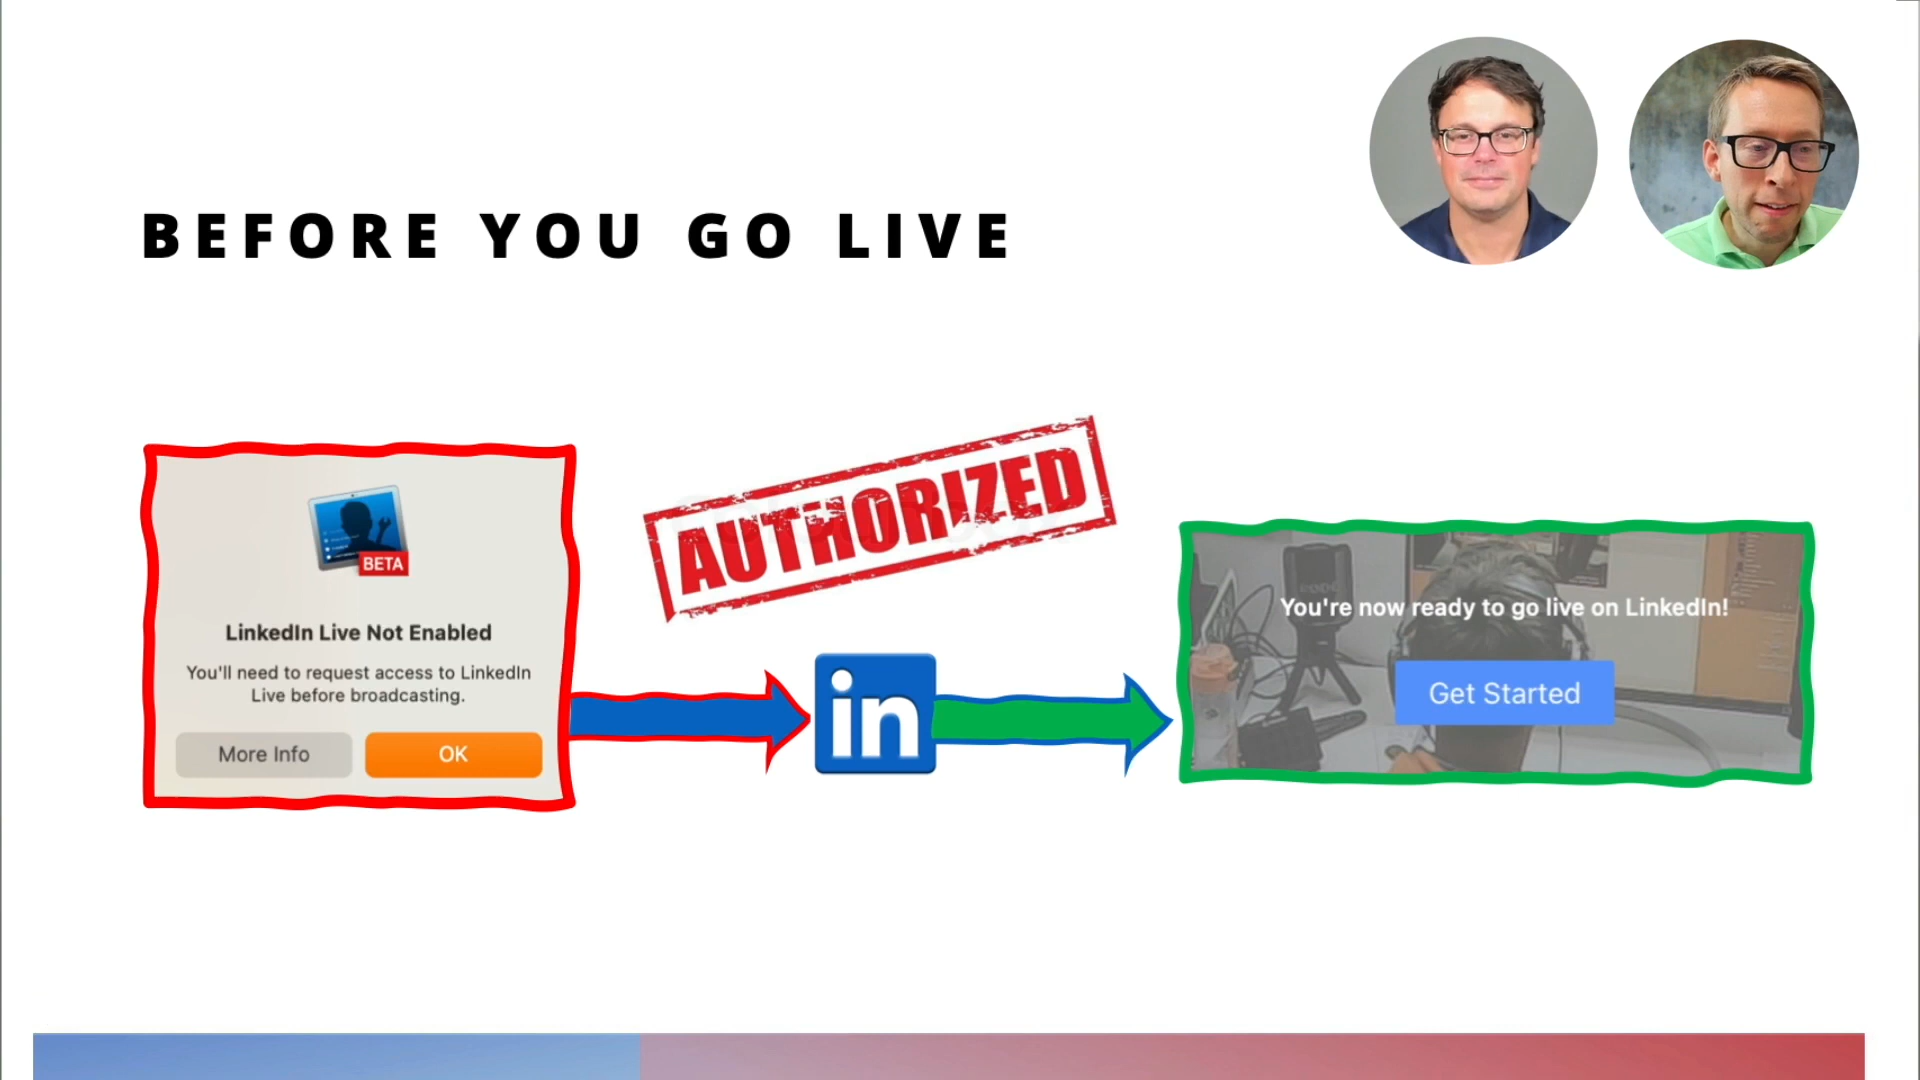 BEFORE YOU GO LIVE
BETA
LinkedIn Live Not Enabled
You'll need to request access to LinkedIn
Live before broadcasting.
More Info
OK
AUTHORIZED
in
You're now ready to go live on LinkedIn!
Get Started